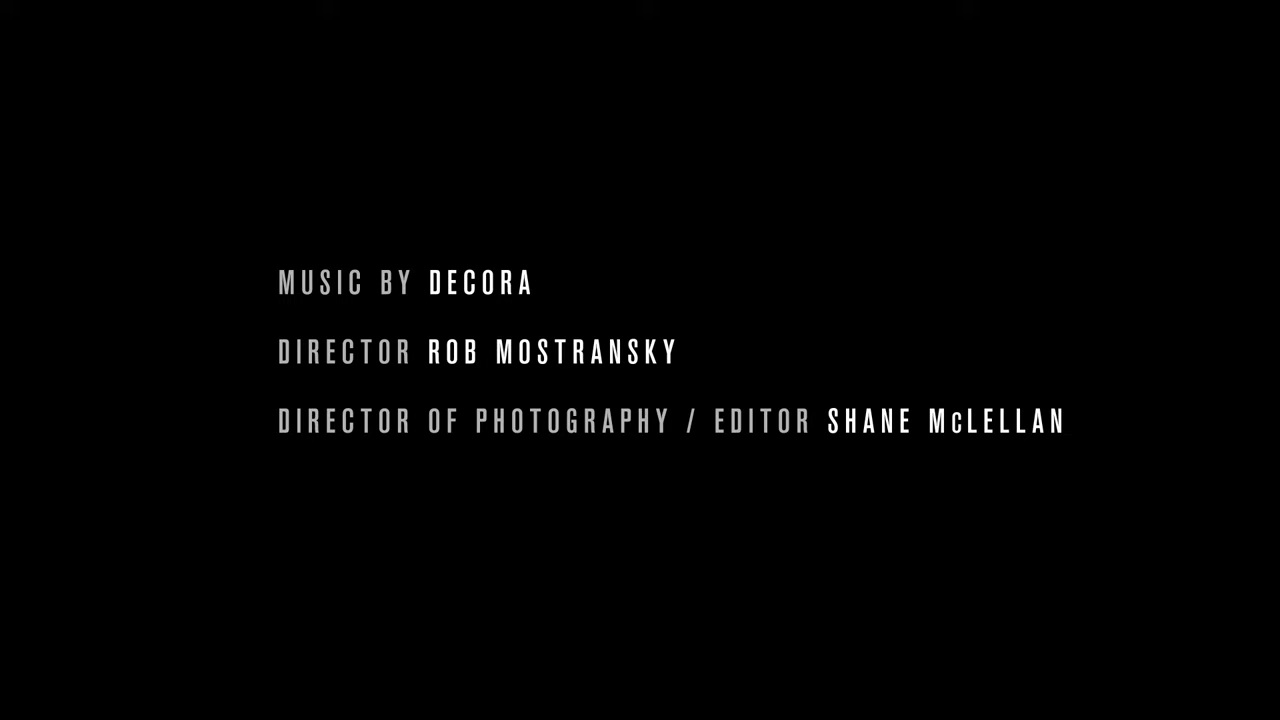 MUSIC BY DECORA
DIRECTOR ROB MOSTRANSKY
DIRECTOR OF PHOTOGRAPHY / EDITOR SHANE McLELLAN